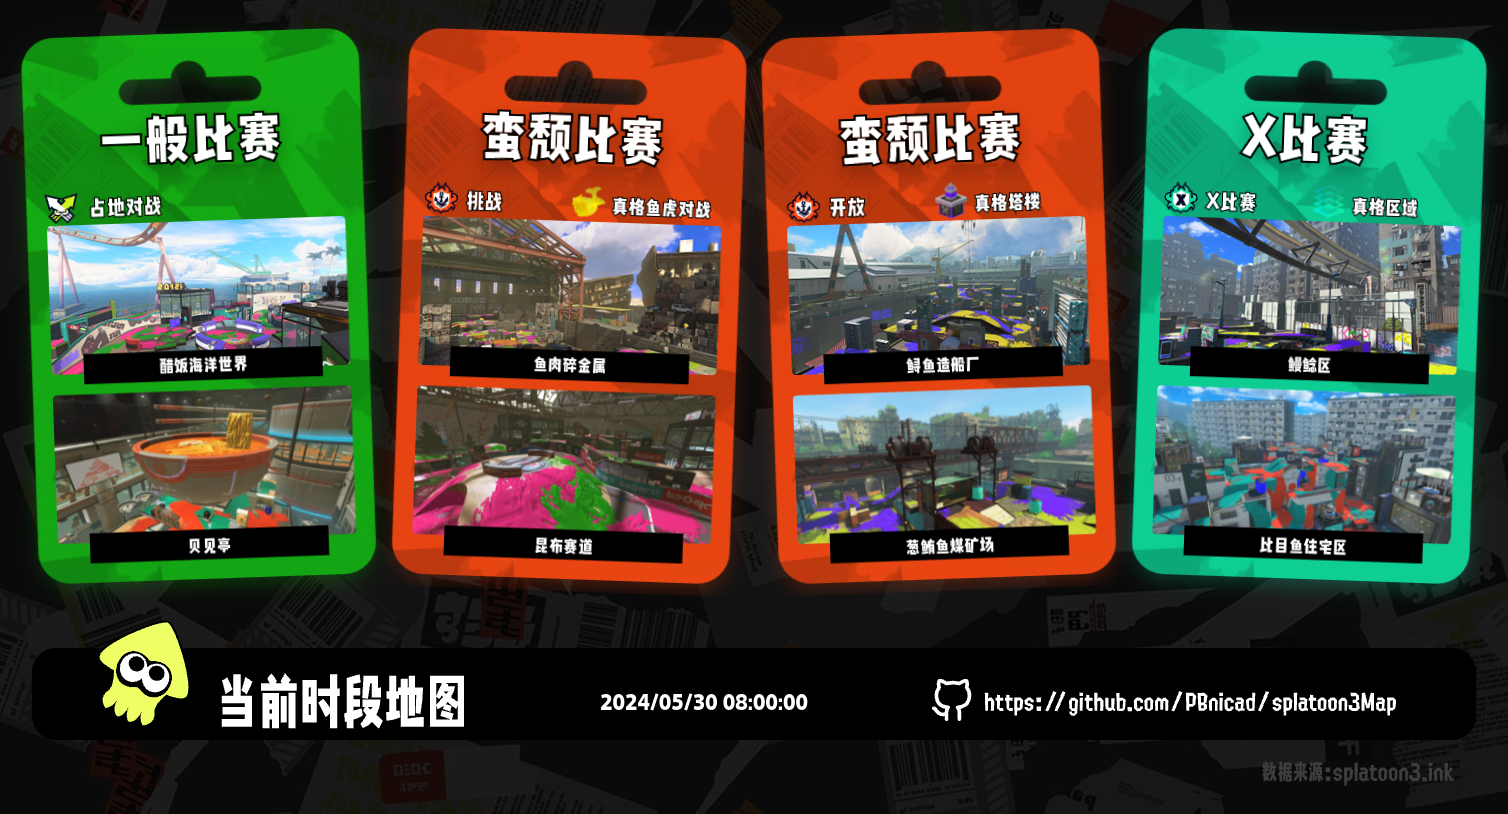 一般比赛
占地对战
醋饭海洋世界
贝见亭
蛮颓比赛
挑战
真格鱼虎对战
鱼肉碎金属
昆布赛道
蛮颓比赛
开放
真格塔楼
鲟鱼造船厂
葱鲔鱼煤矿场
X比赛
X比赛
真格区域
鳗鲶区
比目鱼住宅区
当前时段地图
2024/05/30 08:00:00
https://github.com/PBnicad/splatoon3Map
数据来源:splatoon3.ink